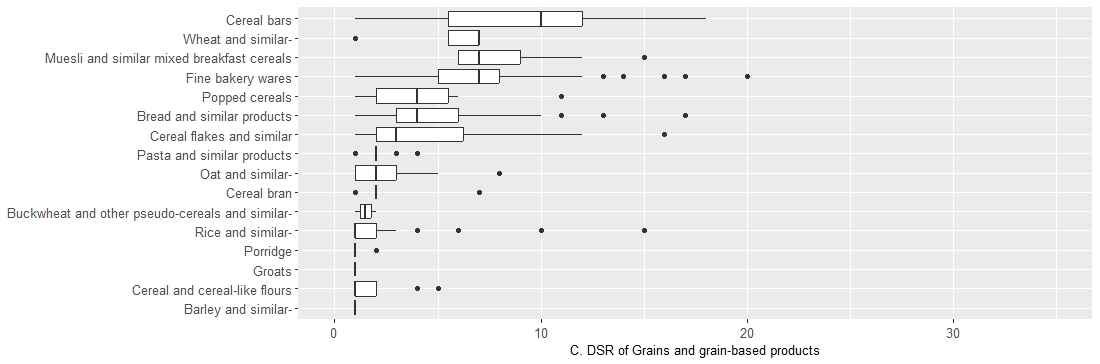 Cereal bars
Wheat and similar-
Muesli and similar mixed breakfast cereals
Fine bakery wares
Popped cereals
Bread and similar products
Cereal flakes and similar
Pasta and similar products
Oat and similar-
Cereal bran
Buckwheat and other pseudo-cereals and similar-
Rice and similar-
Porridge
Groats
Cereal and cereal-like flours
Barley and similar-
0 10 20 30
C. DSR of Grains and grain-based products